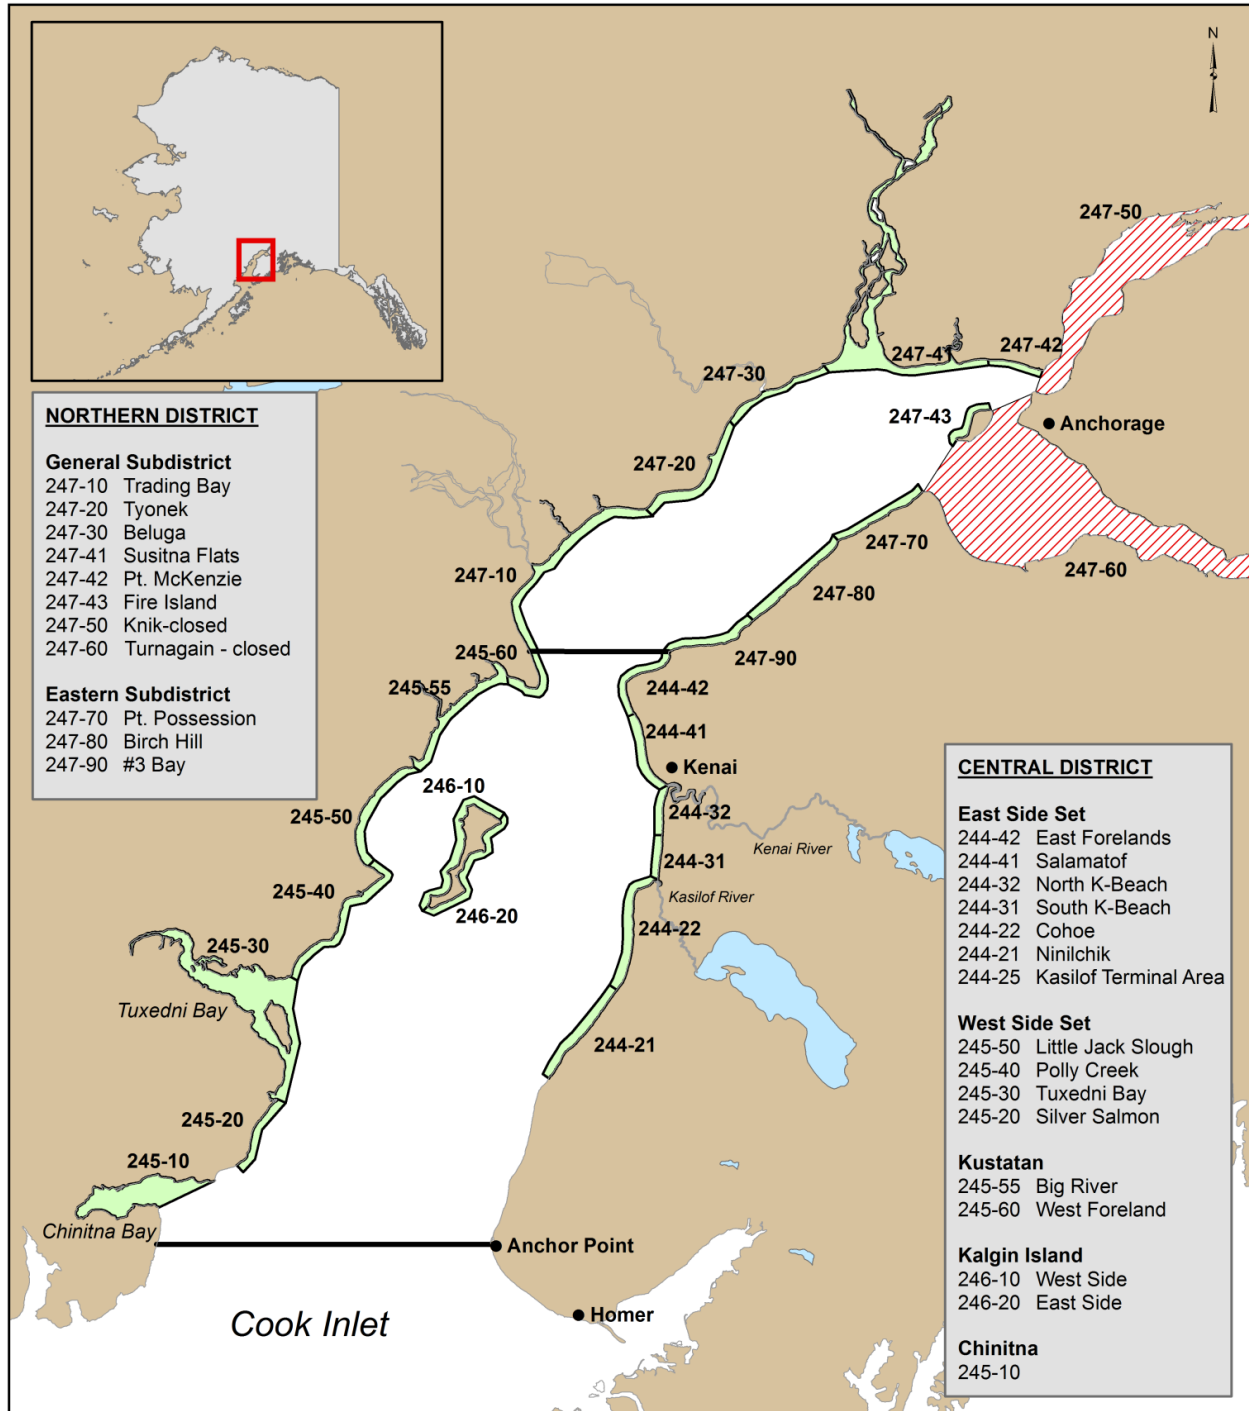 N
247-50
247-42
247-41
247-30
247-43
Anchorage
247-20
247-70
247-10
247-60
247-80
245-60
247-90
245-55
244-42
244-41
Kenai
246-10
245-50
244-32
Kenai River
244-31
245-40
Kasilof River
246-20
244-22
245-30
Tuxedni Bay
244-21
245-20
245-10
Chinitna Bay
Anchor Point
Homer
Cook Inlet
NORTHERN DISTRICT
General Subdistrict
247-10 Trading Bay
247-20 Tyonek
247-30 Beluga
247-41 Susitna Flats
247-42 Pt. McKenzie
247-43 Fire Island
247-50 Knik-closed
247-60 Turnagain - closed
Eastern Subdistrict
247-70 Pt. Possession
247-80 Birch Hill
247-90 #3 Bay
CENTRAL DISTRICT
East Side Set
244-42 East Forelands
244-41 Salamatof
244-32 North K-Beach
244-31 South K-Beach
244-22 Cohoe
244-21 Ninilchik
244-25 Kasilof Terminal Area
West Side Set
245-50 Little Jack Slough
245-40 Polly Creek
245-30 Tuxedni Bay
245-20 Silver Salmon
Kustatan
245-55 Big River
245-60 West Foreland
Kalgin Island
246-10 West Side
246-20 East Side
Chinitna
245-10